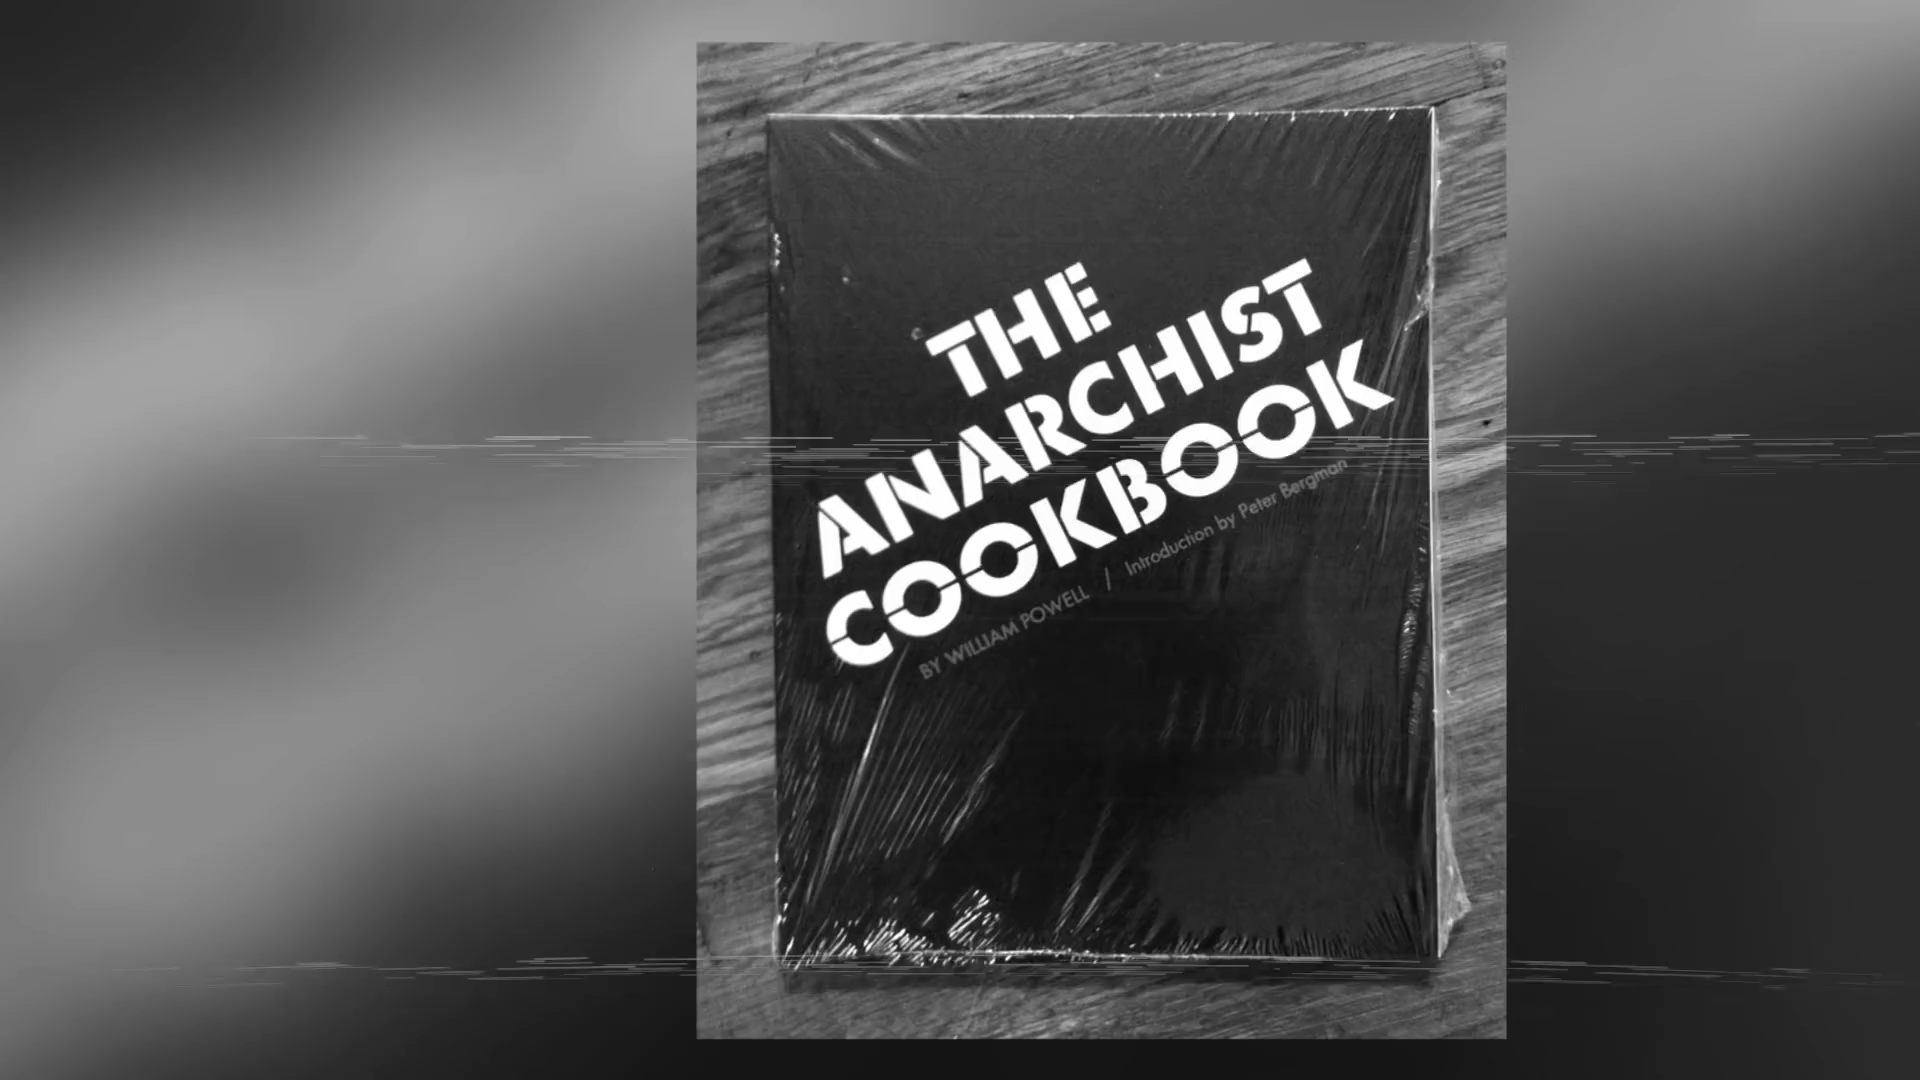 THE
ANARCHIST
COOKBOOK
BY WILLIAM POWELL / Introduction by Peter Bergman